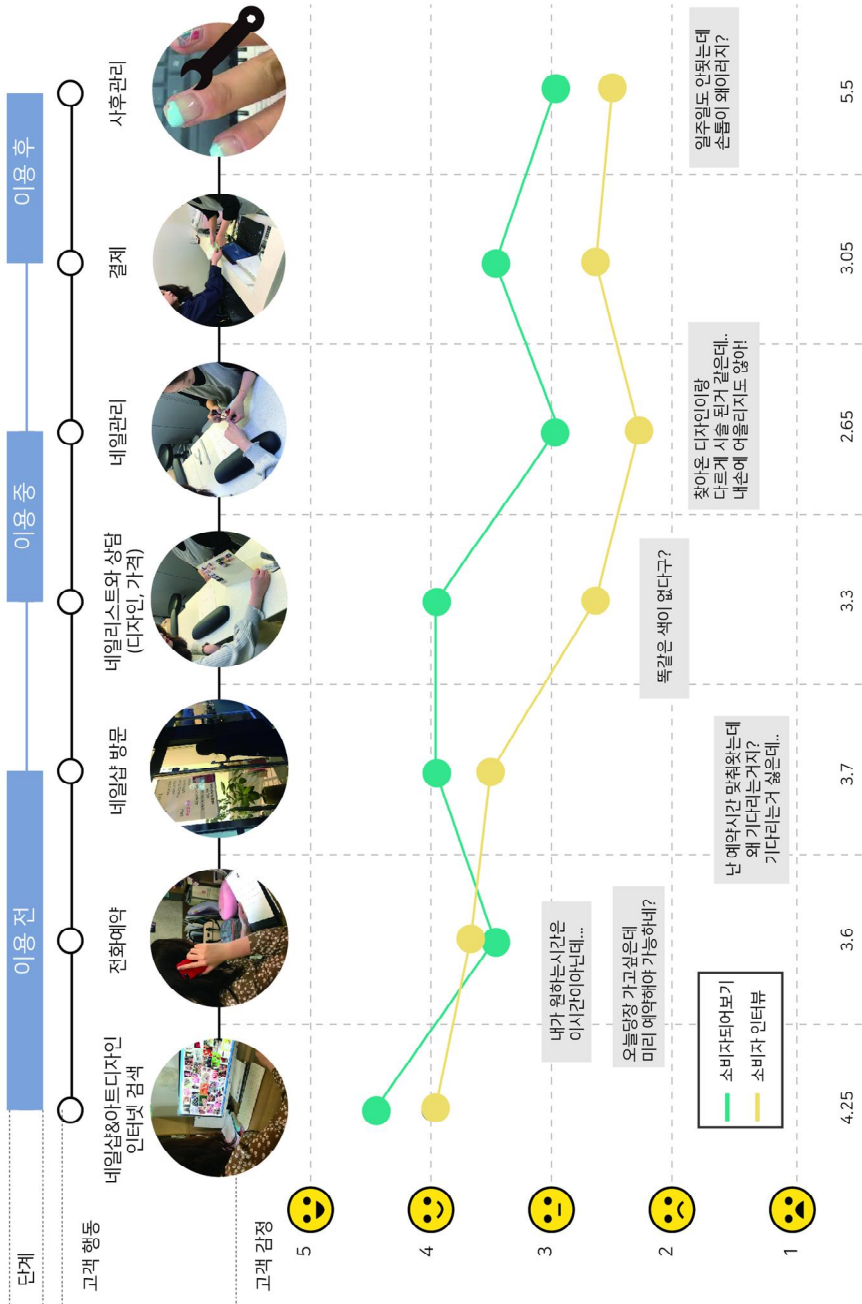 단계
이용 전
이용 중
이용 후
고객 행동
네일샵&아트디자인
인터넷 검색
전화예약
네일샵 방문
네일리스트와 상담
(디자인, 가격)
네일관리
결제
사후관리
고객 감정
5
4
3
2
1
내가 원하는시간은
이시간이아닌데...
오늘당장 가고싶은데
미리 예약해야 가능하네?
난 예약시간 맞춰왓는데
왜 기다리는거지?
기다리는거 싫은데..
똑같은 색이 없다구?
찾아온 디자인이랑
다르게 시술 된거 같은데..
내손에 어울리지도 않아!
일주일도 안됫는데
손톱이 왜이러지?
소비자되어보기
소비자 인터뷰
4.25
3.6
3.7
3.3
2.65
3.05
5.5